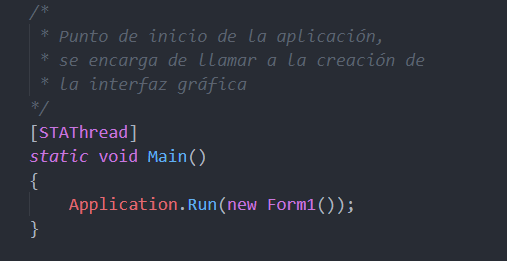 /*
* Punto de inicio de la aplicación,
* se encarga de llamar a la creación de
* la interfaz gráfica
*/
[STAThread]
static void Main()
{
Application.Run(new Form1());
}